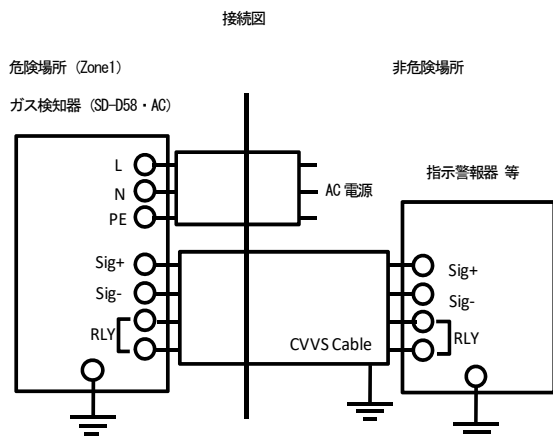 接続図
危険場所（Zone1）
非危険場所
ガス検知器（SD-D58・AC）
指示警報器 等
L
N
PE
AC 電源
Sig+
Sig-
RLY
CVVS Cable
Sig+
Sig-
RLY